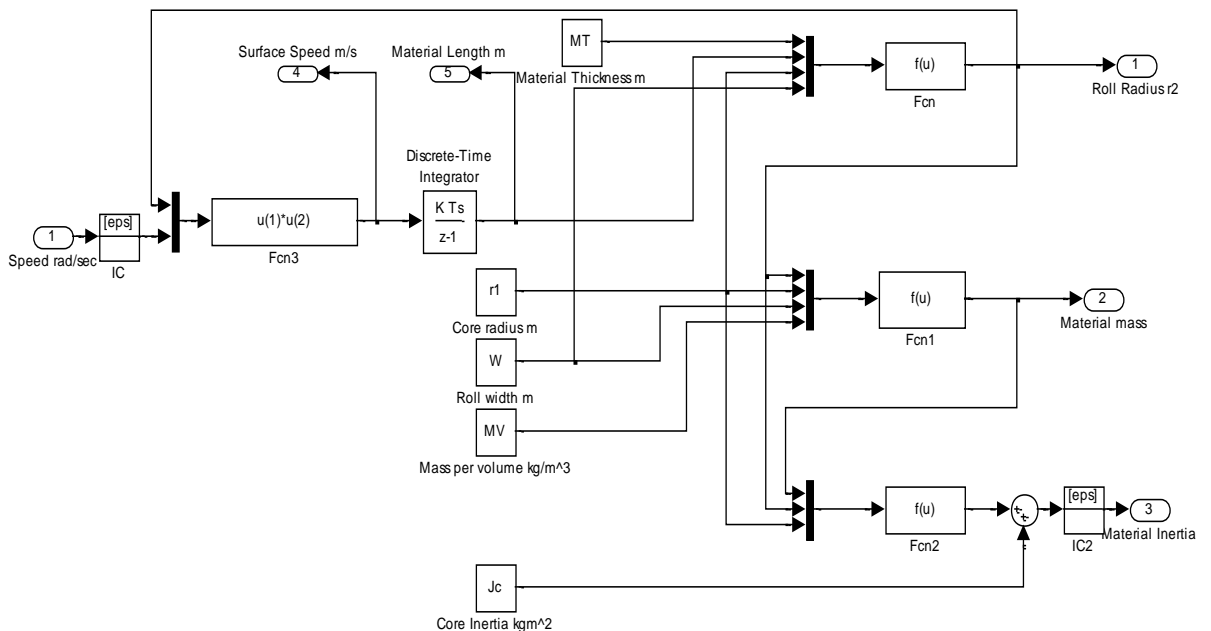 Surface Speed m/s
4
Material Length m
5
MT
Material Thickness m
f(u)
Fcn
1
Roll Radius r2
Discrete-Time
Integrator
K Ts
z-1
[eps]
1
Speed rad/sec
IC
u(1)*u(2)
Fcn3
r1
Core radius m
f(u)
Fcn1
2
Material mass
W
Roll width m
MV
Mass per volume kg/m^3
f(u)
Fcn2
+
+
[eps]
IC2
3
Material Inertia
Jc
Core Inertia kgm^2